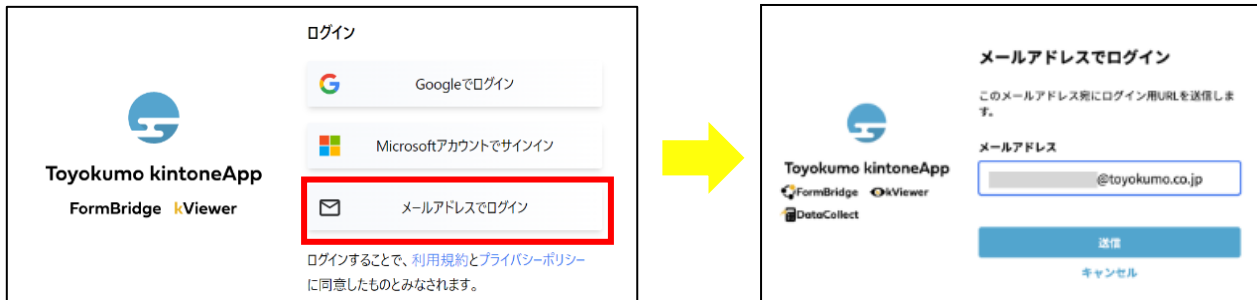 Toyokumo kintoneApp
FormBridge kViewer
ログイン
Googleでログイン
Microsoftアカウントでサインイン
メールアドレスでログイン
ログインすることで、利用規約とプライバシーポリシー
に同意したものとみなされます。
Toyokumo kintoneApp
FormBridge kViewer
DataCollect
メールアドレスでログイン
このメールアドレス宛にログイン用URLを送信しま
す。
メールアドレス
@toyokumo.co.jp
送信
キャンセル